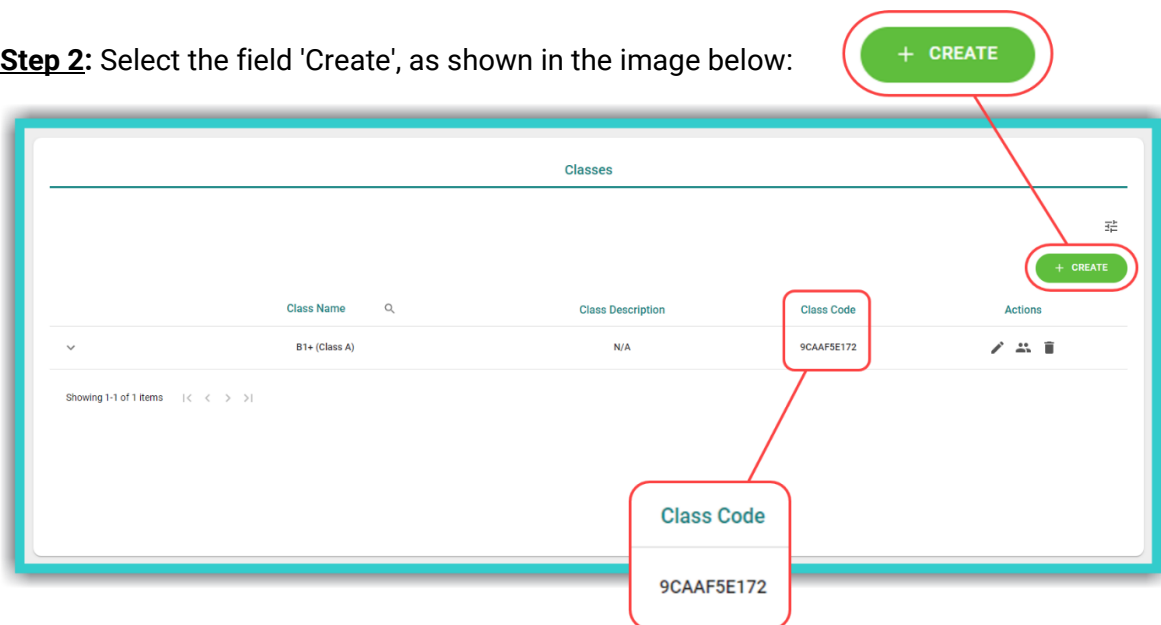 + CREATE
Step 2: Select the field 'Create', as shown in the image below:
Classes
+ CREATE
Class Name Class Description Class Code Actions
B1+ (Class A) N/A 9CAAF5E172
Showing 1-1 of 1 items |< < > >|
Class Code
9CAAF5E172